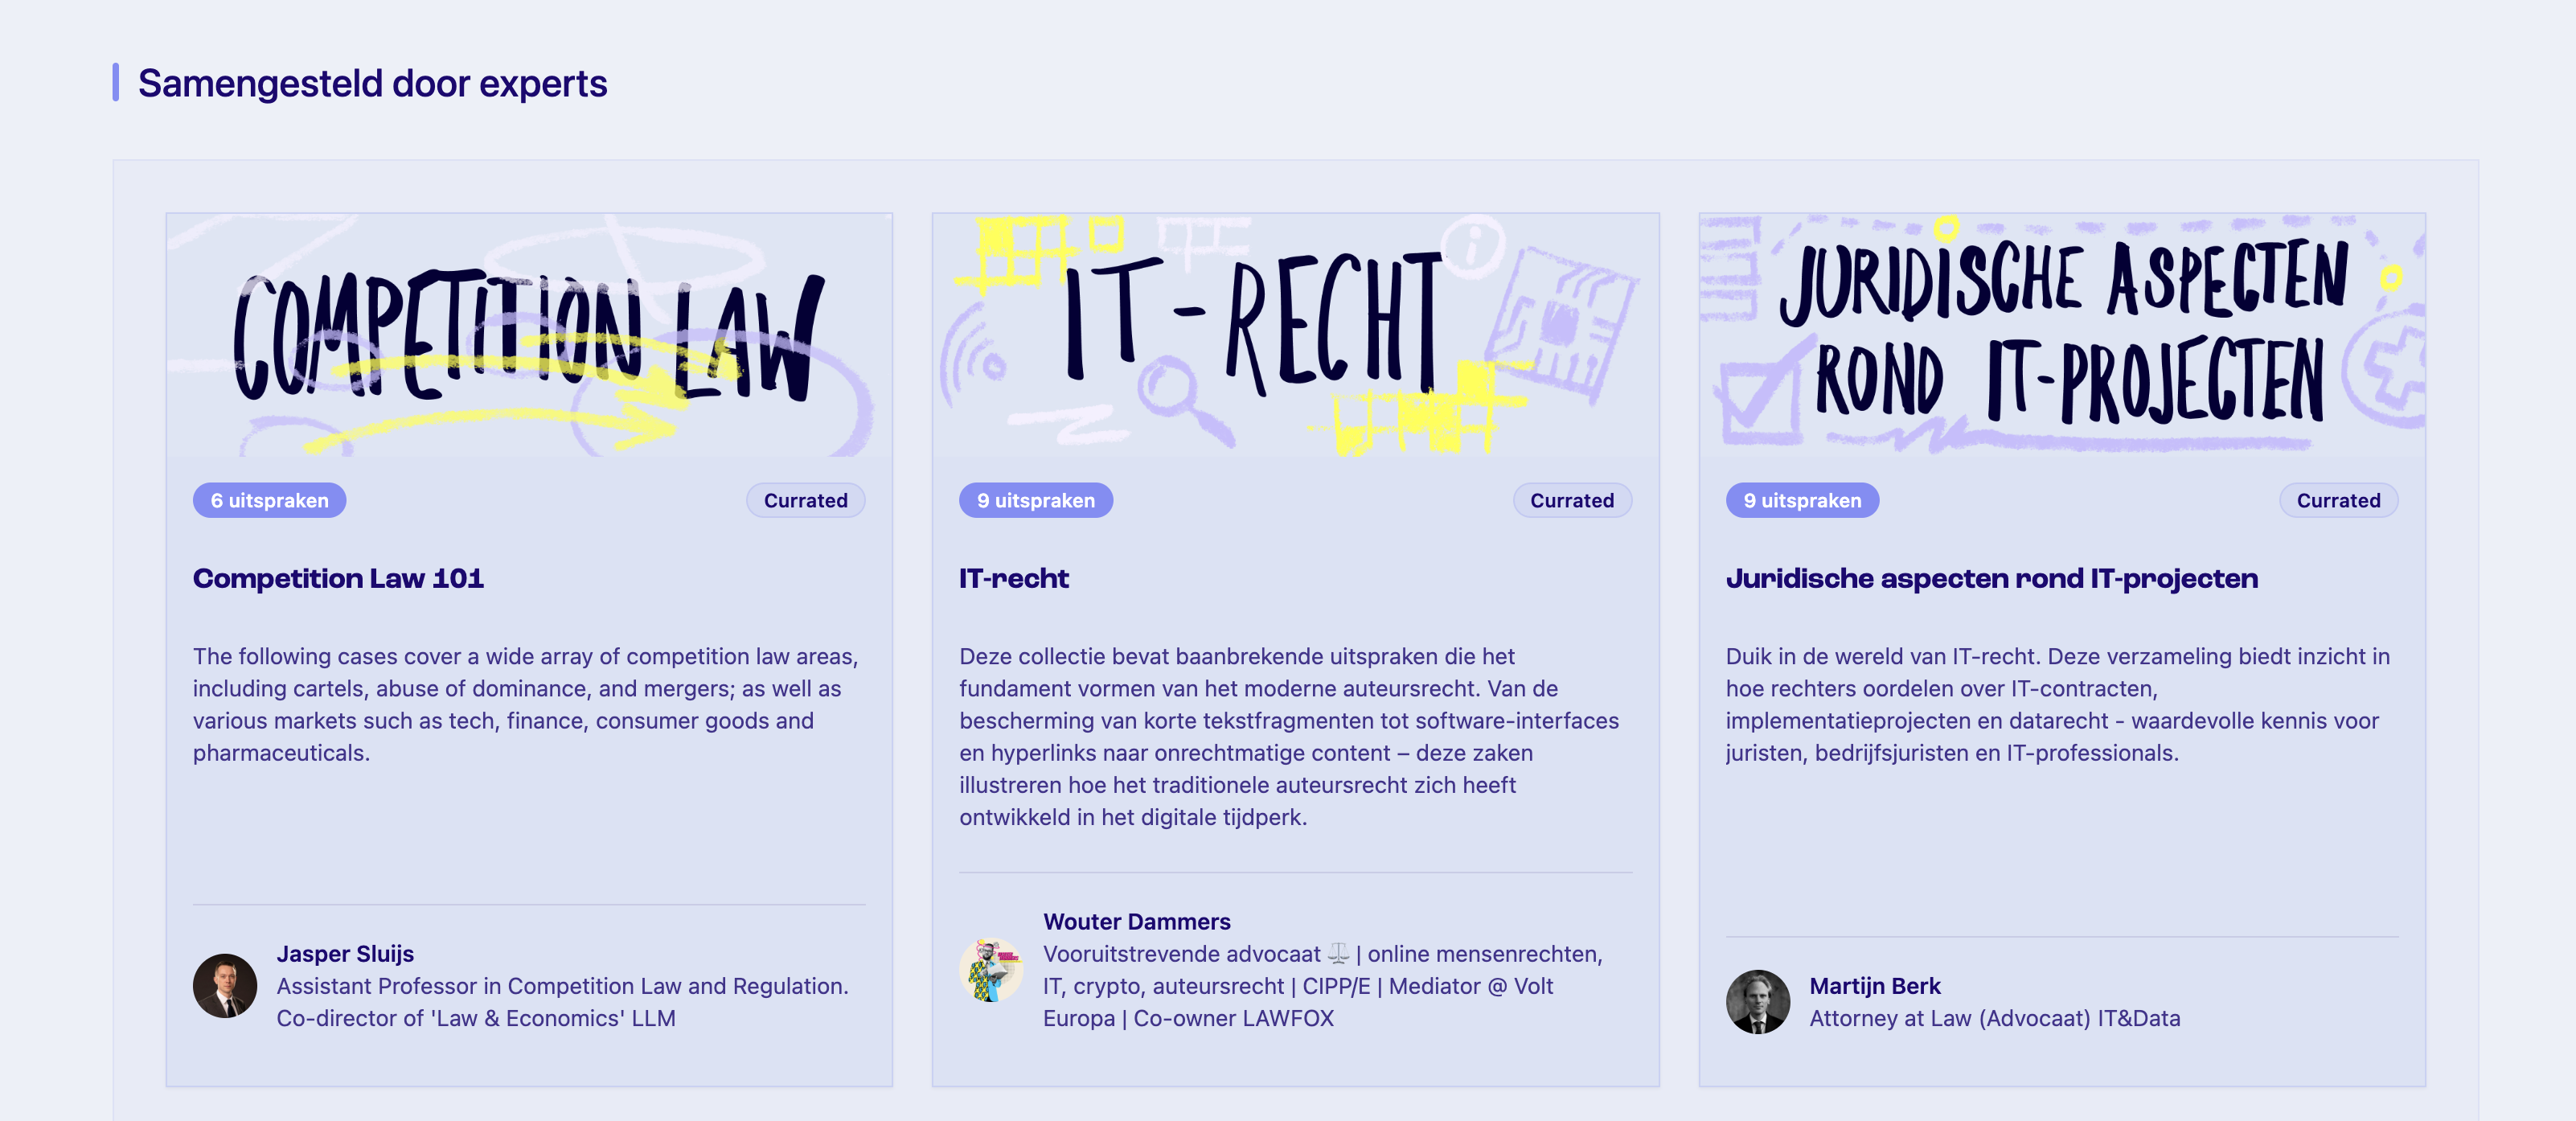 Samengesteld door experts
COMPETITION LAW
6 uitspraken
Currated
Competition Law 101
The following cases cover a wide array of competition law areas,
including cartels, abuse of dominance, and mergers; as well as
various markets such as tech, finance, consumer goods and
pharmaceuticals.
Jasper Sluijs
Assistant Professor in Competition Law and Regulation.
Co-director of 'Law & Economics' LLM
IT-RECHT
9 uitspraken
Currated
IT-recht
Deze collectie bevat baanbrekende uitspraken die het
fundament vormen van het moderne auteursrecht. Van de
bescherming van korte tekstfragmenten tot software-interfaces
en hyperlinks naar onrechtmatige content – deze zaken
illustreren hoe het traditionele auteursrecht zich heeft
ontwikkeld in het digitale tijdperk.
Wouter Dammers
Vooruitstrevende advocaat ⚖️ | online mensenrechten,
IT, crypto, auteursrecht | CIPP/E | Mediator @ Volt
Europa | Co-owner LAWFOX
JURIDISCHE ASPECTEN
ROND IT-PROJECTEN
9 uitspraken
Currated
Juridische aspecten rond IT-projecten
Duik in de wereld van IT-recht. Deze verzameling biedt inzicht in
hoe rechters oordelen over IT-contracten,
implementatieprojecten en datarecht - waardevolle kennis voor
juristen, bedrijfsjuristen en IT-professionals.
Martijn Berk
Attorney at Law (Advocaat) IT&Data